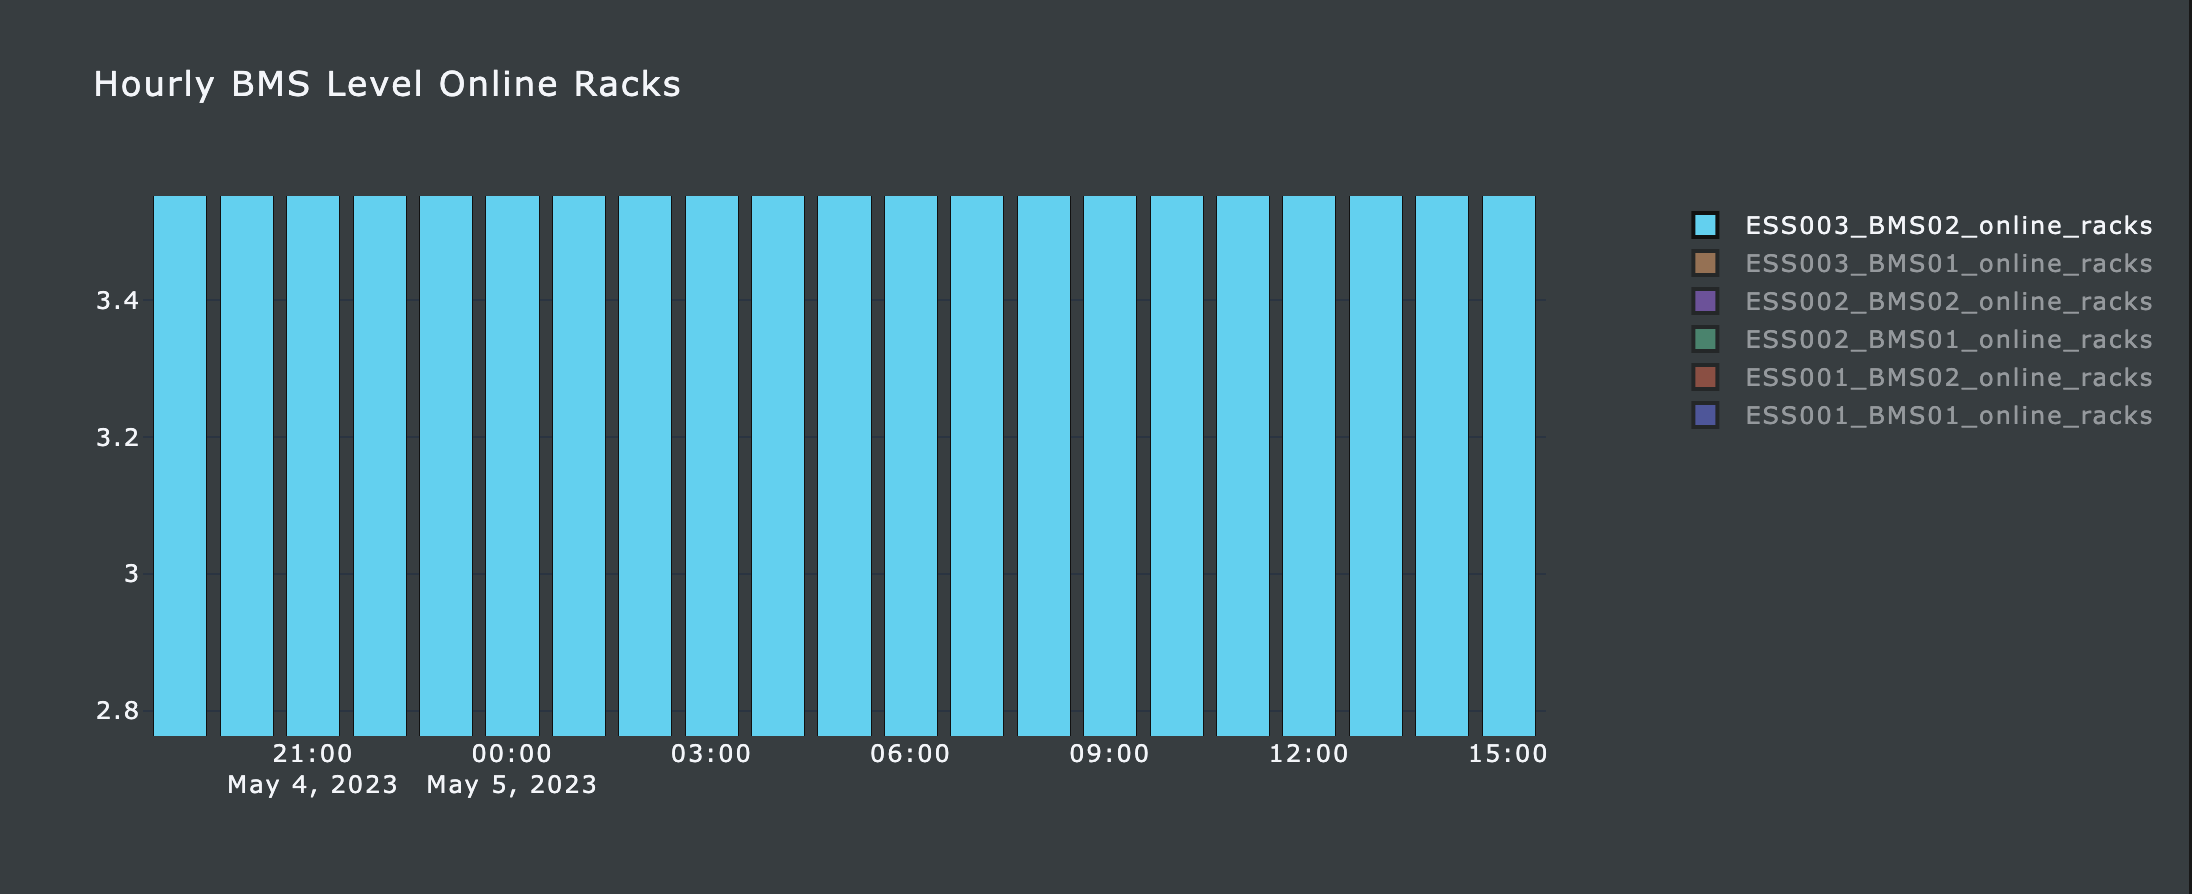 Hourly BMS Level Online Racks
3.4
3.2
3
2.8
21:00
May 4, 2023
00:00
May 5, 2023
03:00
06:00
09:00
12:00
15:00
ESS003_BMS02_online_racks
ESS003_BMS01_online_racks
ESS002_BMS02_online_racks
ESS002_BMS01_online_racks
ESS001_BMS02_online_racks
ESS001_BMS01_online_racks